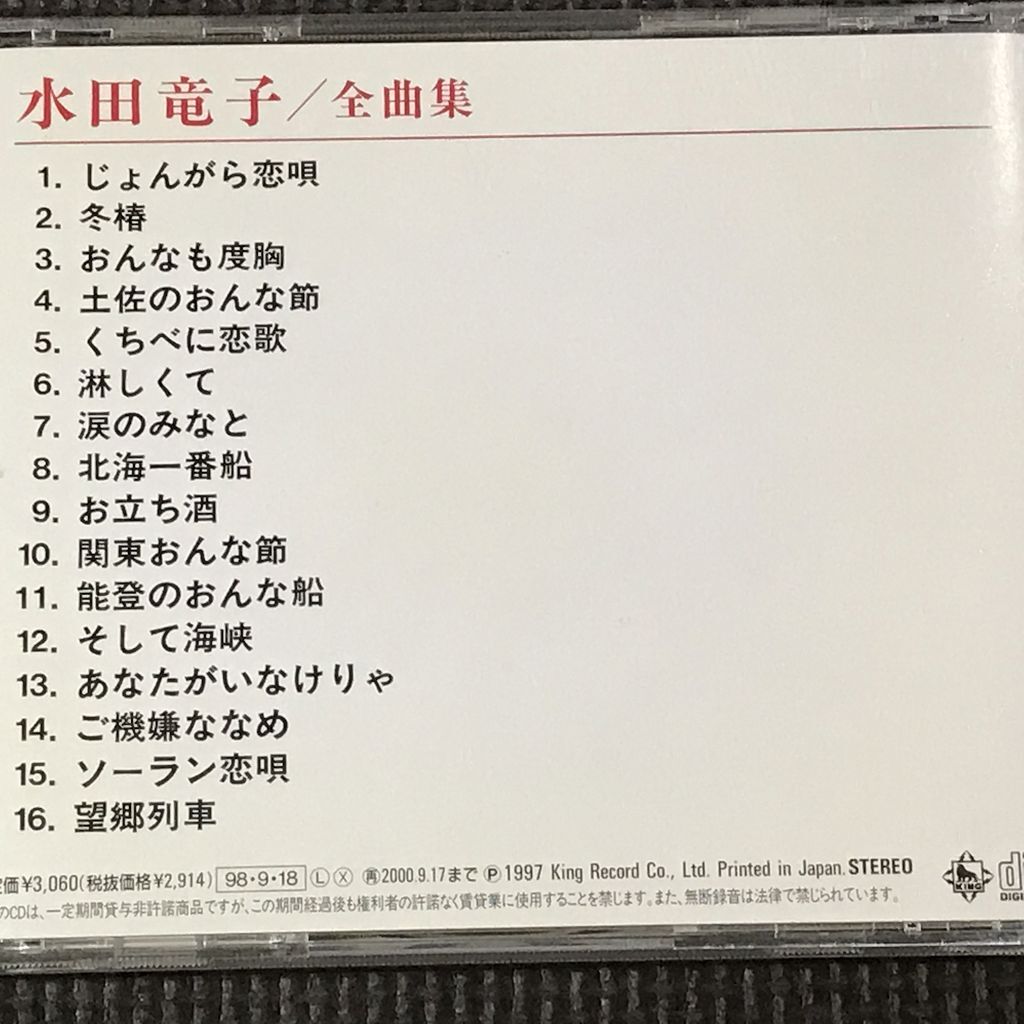 水田竜子/全曲集
1. じょんがら恋唄
2. 冬椿
3. おんなも度胸
4. 土佐のおんな節
5. くちべに恋歌
6. 淋しくて
7. 涙のみなと
8. 北海一番船
9. お立ち酒
10. 関東おんな節
11. 能登のおんな船
12. そして海峡
13. あなたがいなけりゃ
14. ご機嫌ななめ
15. ソーラン恋唄
16. 望郷列車
価¥3,060(税抜価格¥2,914) 98・9・18 Ⓛ Ⓧ ㊢2000.9.17まで Ⓟ1997 King Record Co., Ltd. Printed in Japan. STEREO
のCDは、一定期間貸与非許諾商品ですが、この期間経過後も権利者の許諾なく賃貸業に使用することを禁じます。また、無断録音は法律で禁じられています。
KING